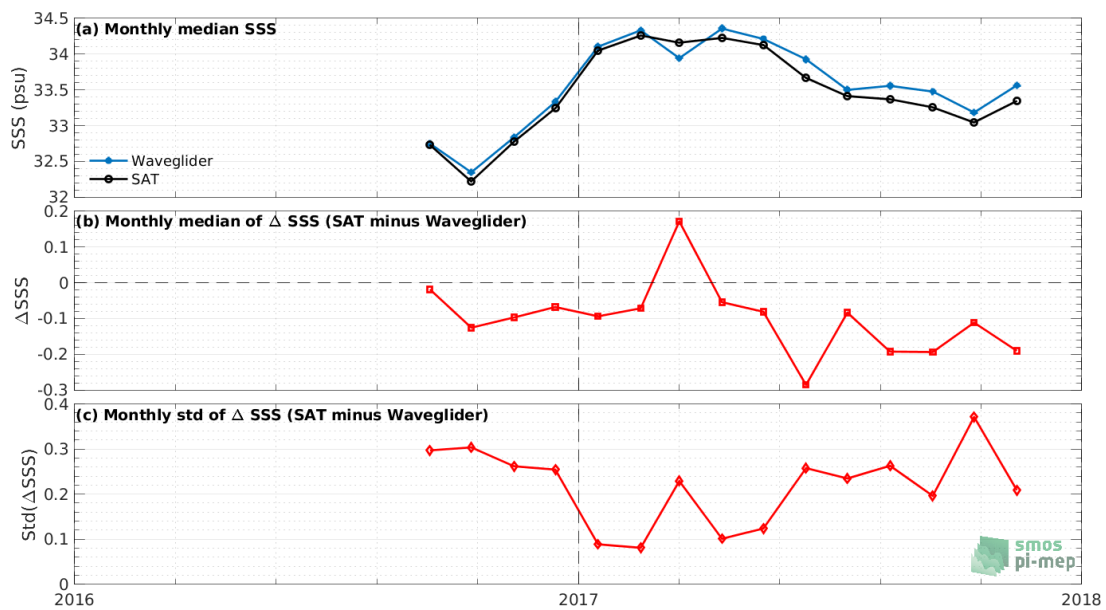 (a) Monthly median SSS
34.5
34
33.5
33
32.5
32
SSS (psu)
Waveglider
SAT
(b) Monthly median of Δ SSS (SAT minus Waveglider)
0.2
0.1
0
-0.1
-0.2
-0.3
ΔSSS
(c) Monthly std of Δ SSS (SAT minus Waveglider)
0.4
0.3
0.2
0.1
0
Std(ΔSSS)
smos
pi-mep
2016
2017
2018